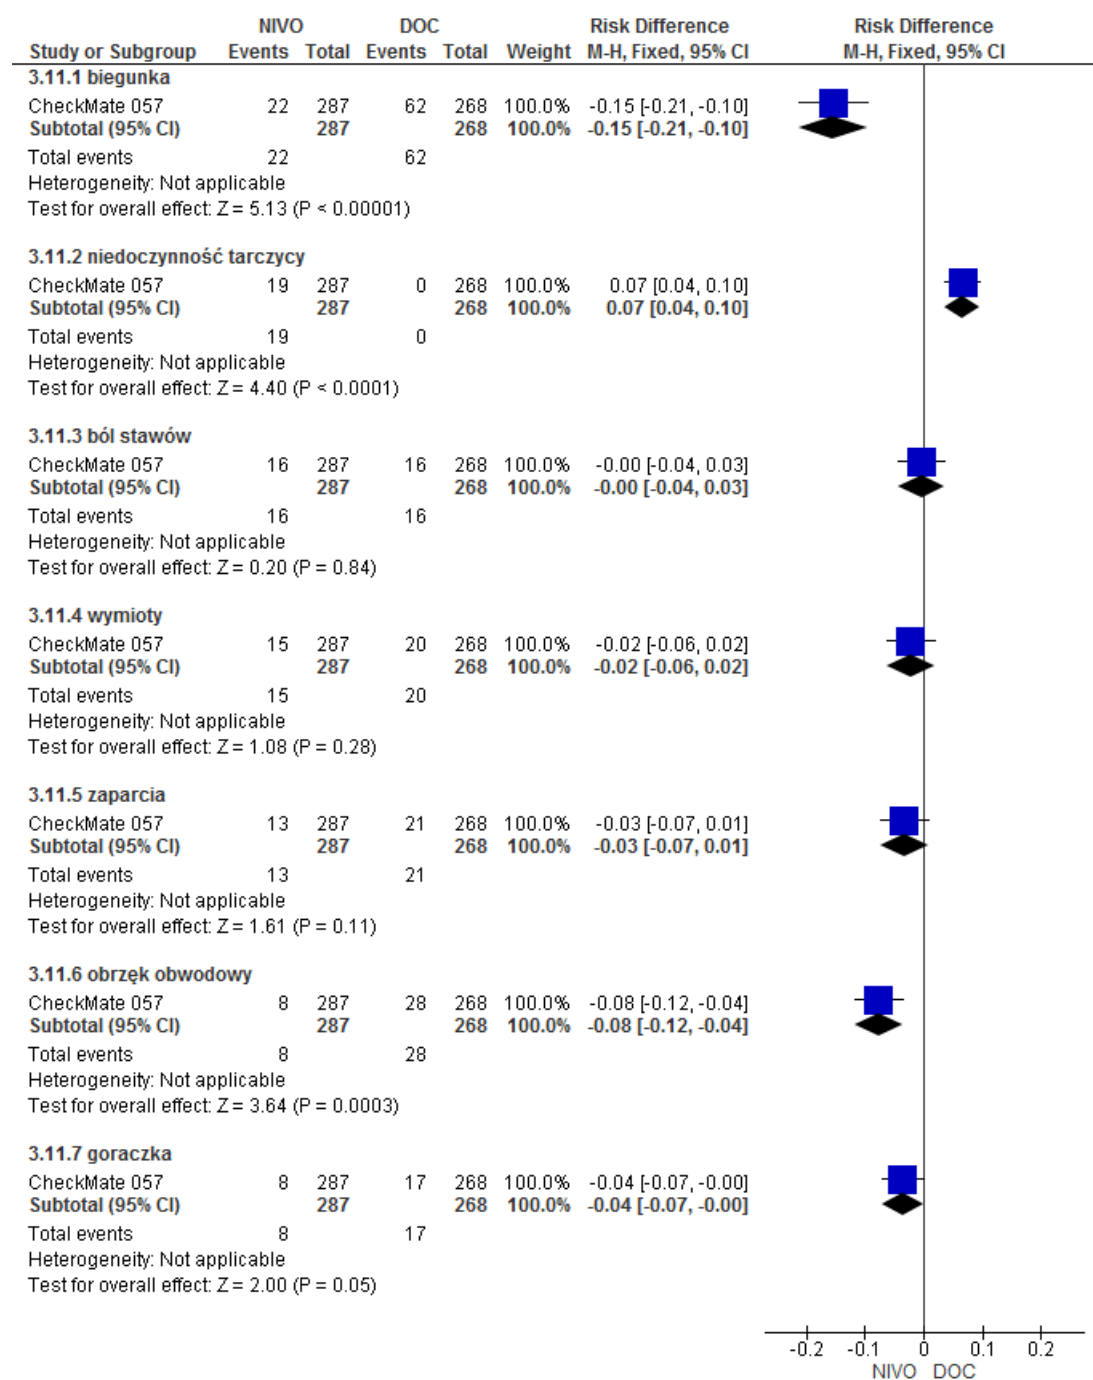 NIVO DOC Risk Difference Risk Difference
Study or Subgroup Events Total Events Total Weight M-H, Fixed, 95% CI M-H, Fixed, 95% CI
3.11.1 biegunka
CheckMate 057 22 287 62 268 100.0% -0.15 [-0.21, -0.10]
Subtotal (95% CI) 287 268 100.0% -0.15 [-0.21, -0.10]
Total events 22 62
Heterogeneity: Not applicable
Test for overall effect: Z = 5.13 (P < 0.00001)
3.11.2 niedoczynność tarczycy
CheckMate 057 19 287 0 268 100.0% 0.07 [0.04, 0.10]
Subtotal (95% CI) 287 268 100.0% 0.07 [0.04, 0.10]
Total events 19 0
Heterogeneity: Not applicable
Test for overall effect: Z = 4.40 (P < 0.0001)
3.11.3 ból stawów
CheckMate 057 16 287 16 268 100.0% -0.00 [-0.04, 0.03]
Subtotal (95% CI) 287 268 100.0% -0.00 [-0.04, 0.03]
Total events 16 16
Heterogeneity: Not applicable
Test for overall effect: Z = 0.20 (P = 0.84)
3.11.4 wymioty
CheckMate 057 15 287 20 268 100.0% -0.02 [-0.06, 0.02]
Subtotal (95% CI) 287 268 100.0% -0.02 [-0.06, 0.02]
Total events 15 20
Heterogeneity: Not applicable
Test for overall effect: Z = 1.08 (P = 0.28)
3.11.5 zaparcia
CheckMate 057 13 287 21 268 100.0% -0.03 [-0.07, 0.01]
Subtotal (95% CI) 287 268 100.0% -0.03 [-0.07, 0.01]
Total events 13 21
Heterogeneity: Not applicable
Test for overall effect: Z = 1.61 (P = 0.11)
3.11.6 obrzęk obwodowy
CheckMate 057 8 287 28 268 100.0% -0.08 [-0.12, -0.04]
Subtotal (95% CI) 287 268 100.0% -0.08 [-0.12, -0.04]
Total events 8 28
Heterogeneity: Not applicable
Test for overall effect: Z = 3.64 (P = 0.0003)
3.11.7 goraczka
CheckMate 057 8 287 17 268 100.0% -0.04 [-0.07, -0.00]
Subtotal (95% CI) 287 268 100.0% -0.04 [-0.07, -0.00]
Total events 8 17
Heterogeneity: Not applicable
Test for overall effect: Z = 2.00 (P = 0.05)
-0.2 -0.1 0 0.1 0.2
NIVO DOC